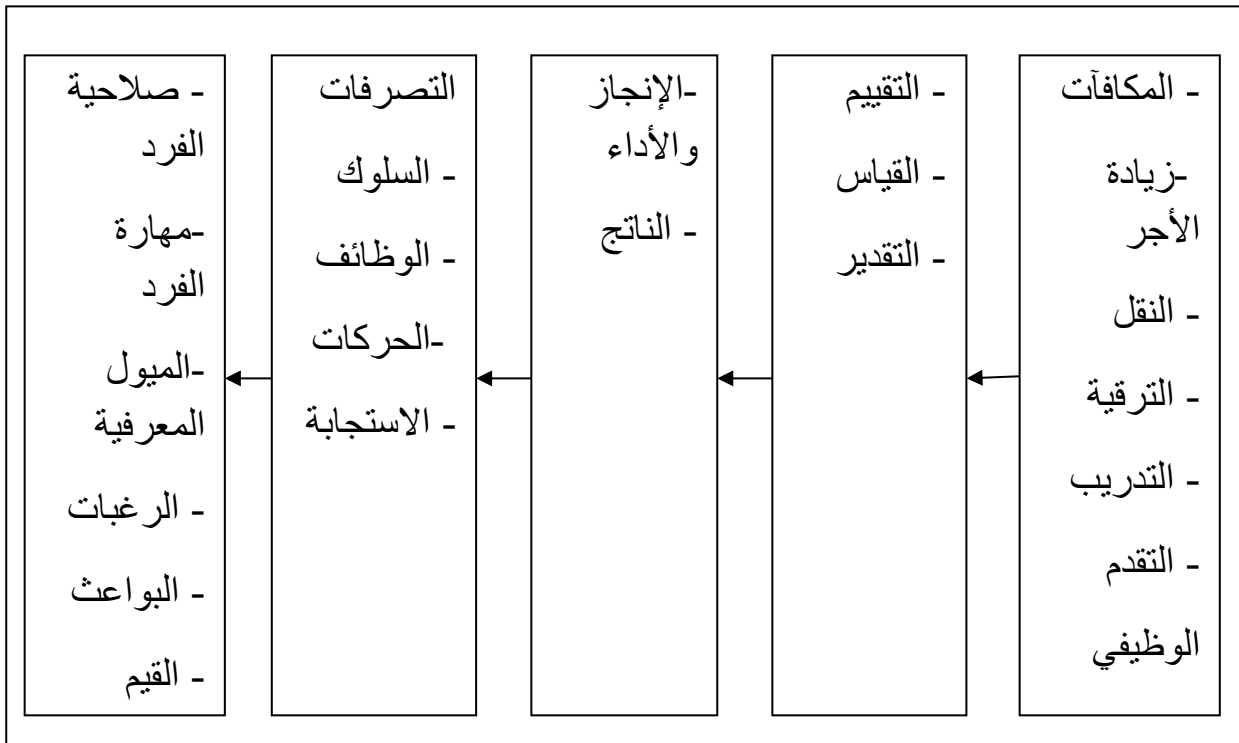 - المكافآت
-زيادة
الأجر
- النقل
- الترقية
- التدريب
- التقدم
الوظيفي
- التقييم
- القياس
- التقدير
-الإنجاز
والأداء
- الناتج
التصرفات
- السلوك
- الوظائف
-الحركات
- الاستجابة
- صلاحية
الفرد
-مهارة
الفرد
-الميول
المعرفية
- الرغبات
- البواعث
- القيم